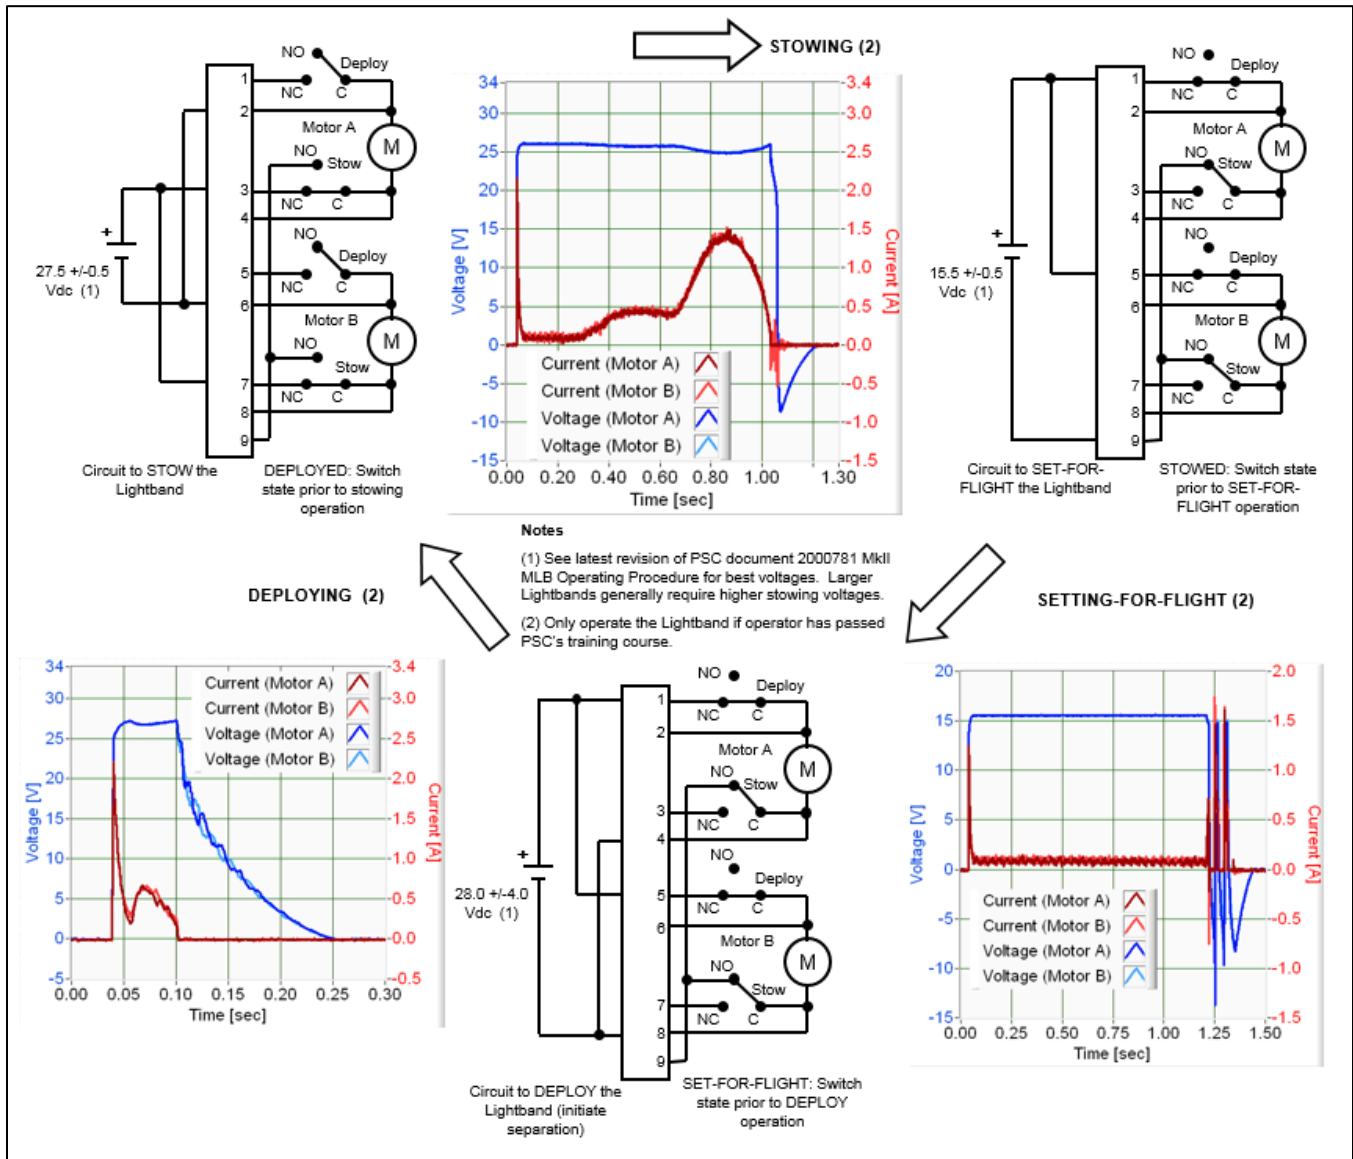 STOWING (2)
NO
Deploy
1
NC
C
2
Motor A
M
NO
Stow
3
NC
C
4
NO
Deploy
+
27.5 +/-0.5
Vdc (1)
5
NC
C
6
Motor B
M
NO
Stow
7
NC
C
8
9
Circuit to STOW the
Lightband
DEPLOYED: Switch
state prior to stowing
operation
34
30
25
20
15
10
5
0
-5
-10
-15
Voltage [V]
3.4
3.0
2.5
2.0
1.5
1.0
0.5
0.0
-0.5
-1.0
-1.5
Current [A]
Current (Motor A)
Current (Motor B)
Voltage (Motor A)
Voltage (Motor B)
0.00 0.20 0.40 0.60 0.80 1.00 1.30
Time [sec]
NO
Deploy
1
NC
C
2
Motor A
M
NO
Stow
3
NC
C
4
NO
Deploy
+
15.5 +/-0.5
Vdc (1)
5
NC
C
6
Motor B
M
NO
Stow
7
NC
C
8
9
Circuit to SET-FOR-
FLIGHT the Lightband
STOWED: Switch state
prior to SET-FOR-
FLIGHT operation
Notes
(1) See latest revision of PSC document 2000781 MkII
MLB Operating Procedure for best voltages. Larger
Lightbands generally require higher stowing voltages.
(2) Only operate the Lightband if operator has passed
PSC's training course.
DEPLOYING (2)
34
30
25
20
15
10
5
0
-5
Voltage [V]
3.4
3.0
2.5
2.0
1.5
1.0
0.5
0.0
-0.5
Current [A]
Current (Motor A)
Current (Motor B)
Voltage (Motor A)
Voltage (Motor B)
0.00 0.05 0.10 0.15 0.20 0.25 0.30
Time [sec]
NO
Deploy
1
NC
C
2
Motor A
M
NO
Stow
3
NC
C
4
NO
Deploy
+
28.0 +/-4.0
Vdc (1)
5
NC
C
6
Motor B
M
NO
Stow
7
NC
C
8
9
Circuit to DEPLOY the
Lightband (initiate
separation)
SET-FOR-FLIGHT: Switch
state prior to DEPLOY
operation
SETTING-FOR-FLIGHT (2)
20
15
10
5
0
-5
-10
-15
Voltage [V]
2.0
1.5
1.0
0.5
0.0
-0.5
-1.0
-1.5
Current [A]
Current (Motor A)
Current (Motor B)
Voltage (Motor A)
Voltage (Motor B)
0.00 0.25 0.50 0.75 1.00 1.25 1.50
Time [sec]